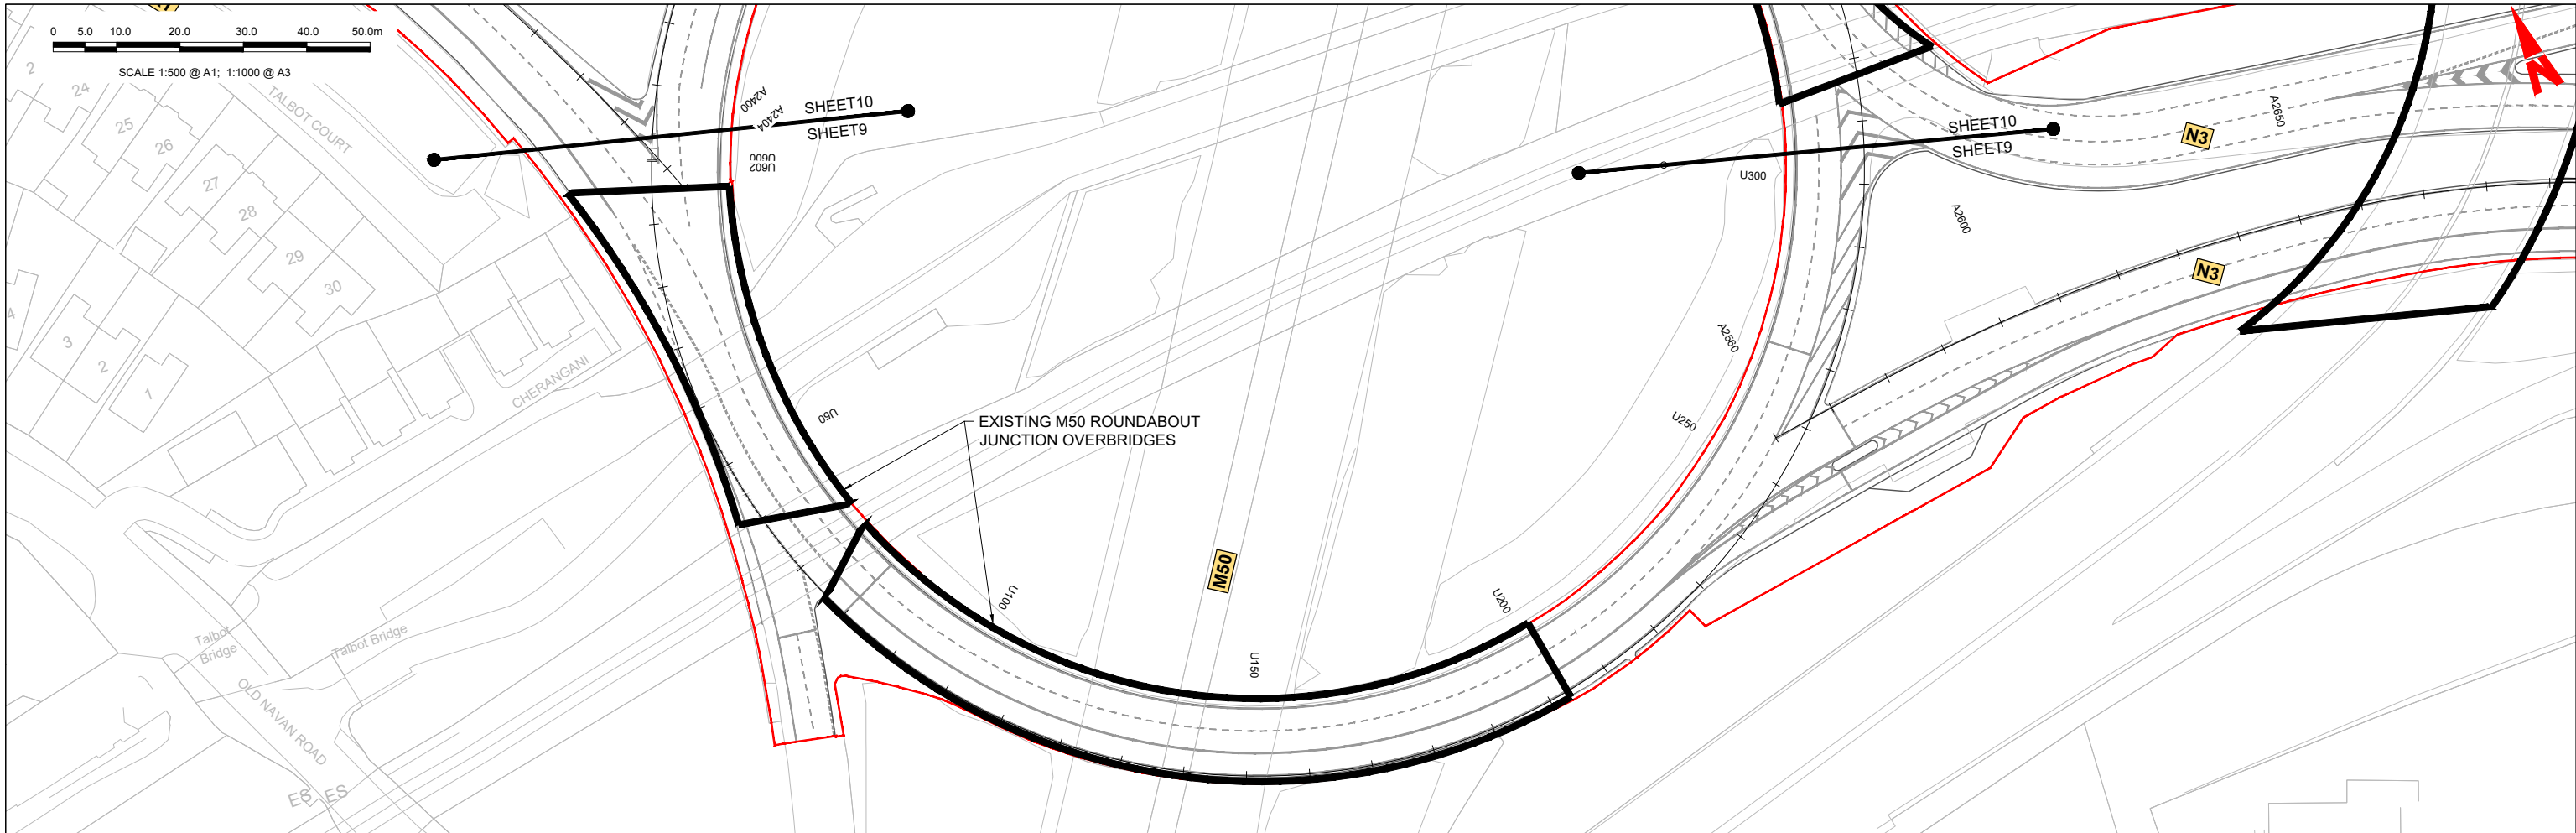 0 5.0 10.0 20.0 30.0 40.0 50.0m
SCALE 1:500 @ A1; 1:1000 @ A3
2
24
25
26
27
28
29
30
TALBOT COURT
4
3
2
1
CHERANGANI
A2400
A2404
SHEET10
SHEET9
U600
U602
U50
EXISTING M50 ROUNDABOUT
JUNCTION OVERBRIDGES
U100
M50
U150
U200
U250
A2560
U300
SHEET10
SHEET9
A2600
N3
A2650
N3
N
Talbot
Bridge
Talbot Bridge
OLD NAVAN ROAD
ES
ES